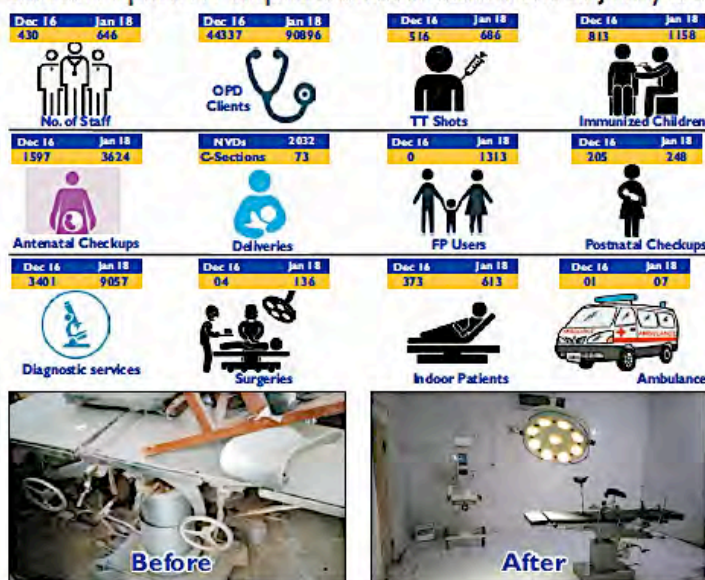 Dec 16 Jan 18 Dec 16 Jan 18 Dec 16 Jan 18 Dec 16 Jan 18
430 646 44337 90896 516 686 813 1158
OPD
Clients
No. of Staff TT Shots Immunized Children
Dec 16 Jan 18 NVDs 2032 Dec 16 Jan 18 Dec 16 Jan 18
1597 3624 C-Sections 73 0 1313 205 248
Antenatal Checkups Deliveries FP Users Postnatal Checkups
Dec 16 Jan 18 Dec 16 Jan 18 Dec 16 Jan 18 Dec 16 Jan 18
3401 9057 04 136 373 613 01 07
AMBULANCE
Diagnostic services Surgeries Indoor Patients Ambulance
Before After